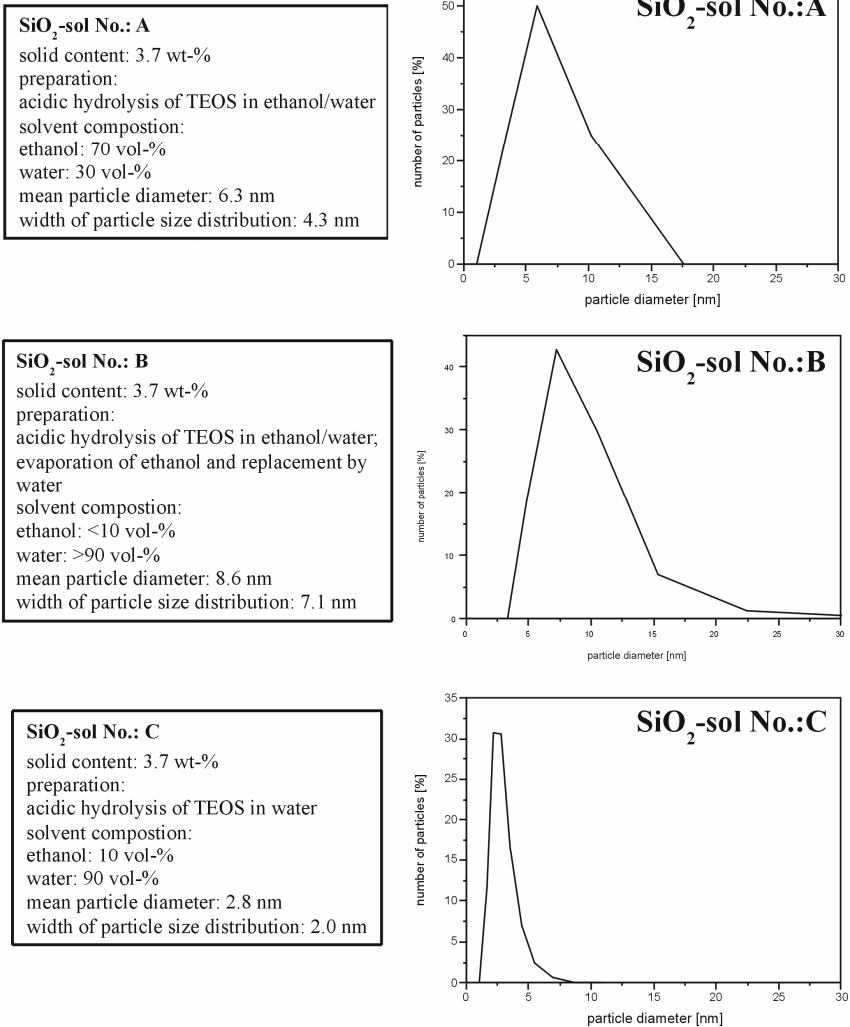 SiO2-sol No.: A
solid content: 3.7 wt-%
preparation:
acidic hydrolysis of TEOS in ethanol/water
solvent compostion:
ethanol: 70 vol-%
water: 30 vol-%
mean particle diameter: 6.3 nm
width of particle size distribution: 4.3 nm
SiO2-sol No.:A
number of particles [%]
50
40
30
20
10
0
0 5 10 15 20 25 30
particle diameter [nm]
SiO2-sol No.: B
solid content: 3.7 wt-%
preparation:
acidic hydrolysis of TEOS in ethanol/water;
evaporation of ethanol and replacement by
water
solvent compostion:
ethanol: <10 vol-%
water: >90 vol-%
mean particle diameter: 8.6 nm
width of particle size distribution: 7.1 nm
SiO2-sol No.:B
number of particles [%]
40
30
20
10
0
0 5 10 15 20 25 30
particle diameter [nm]
SiO2-sol No.: C
solid content: 3.7 wt-%
preparation:
acidic hydrolysis of TEOS in water
solvent compostion:
ethanol: 10 vol-%
water: 90 vol-%
mean particle diameter: 2.8 nm
width of particle size distribution: 2.0 nm
SiO2-sol No.:C
number of particles [%]
35
30
25
20
15
10
5
0
0 5 10 15 20 25 30
particle diameter [nm]